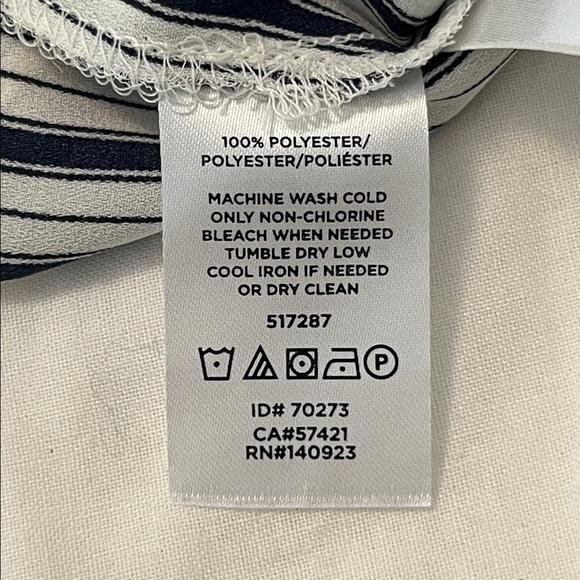 100% POLYESTER/
POLYESTER/POLIÉSTER
MACHINE WASH COLD
ONLY NON-CHLORINE
BLEACH WHEN NEEDED
TUMBLE DRY LOW
COOL IRON IF NEEDED
OR DRY CLEAN
517287
P
ID# 70273
CA#57421
RN#140923